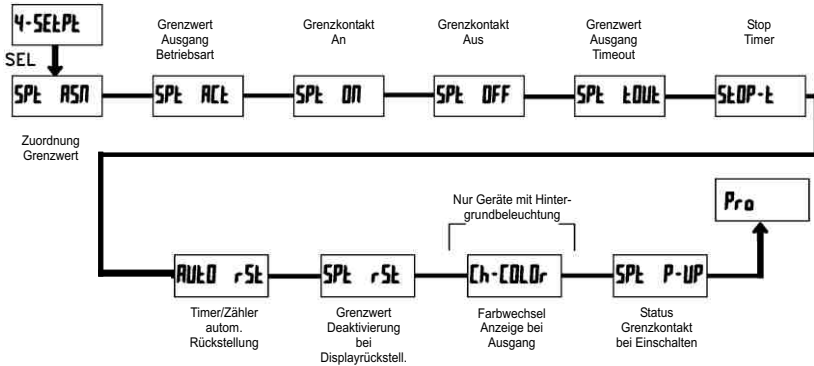 4-SEtPt
SEL
Grenzwert
Ausgang
Betriebsart
Grenzkontakt
An
Grenzkontakt
Aus
Grenzwert
Ausgang
Timeout
Stop
Timer
SPt ASN
SPt ACt
SPt ON
SPt OFF
SPt tOUt
StOP-t
Zuordnung
Grenzwert
Nur Geräte mit Hinter-
grundbeleuchtung
Pro
AUtO rSt
SPt rSt
Ch-COLOr
SPt P-UP
Timer/Zähler
autom.
Rückstellung
Grenzwert
Deaktivierung
bei
Displayrückstell.
Farbwechsel
Anzeige bei
Ausgang
Status
Grenzkontakt
bei Einschalten